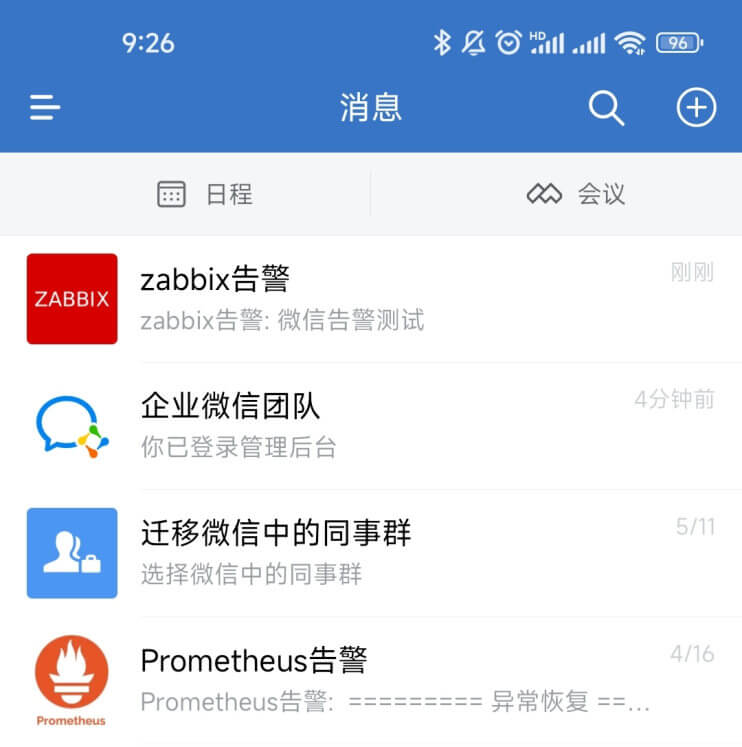 9:26
HD
96
消息
日程
会议
ZABBIX
zabbix告警
刚刚
zabbix告警: 微信告警测试
企业微信团队
4分钟前
你已登录管理后台
迁移微信中的同事群
5/11
选择微信中的同事群
Prometheus告警
4/16
Prometheus告警:  ========= 异常恢复 ==...
Prometheus